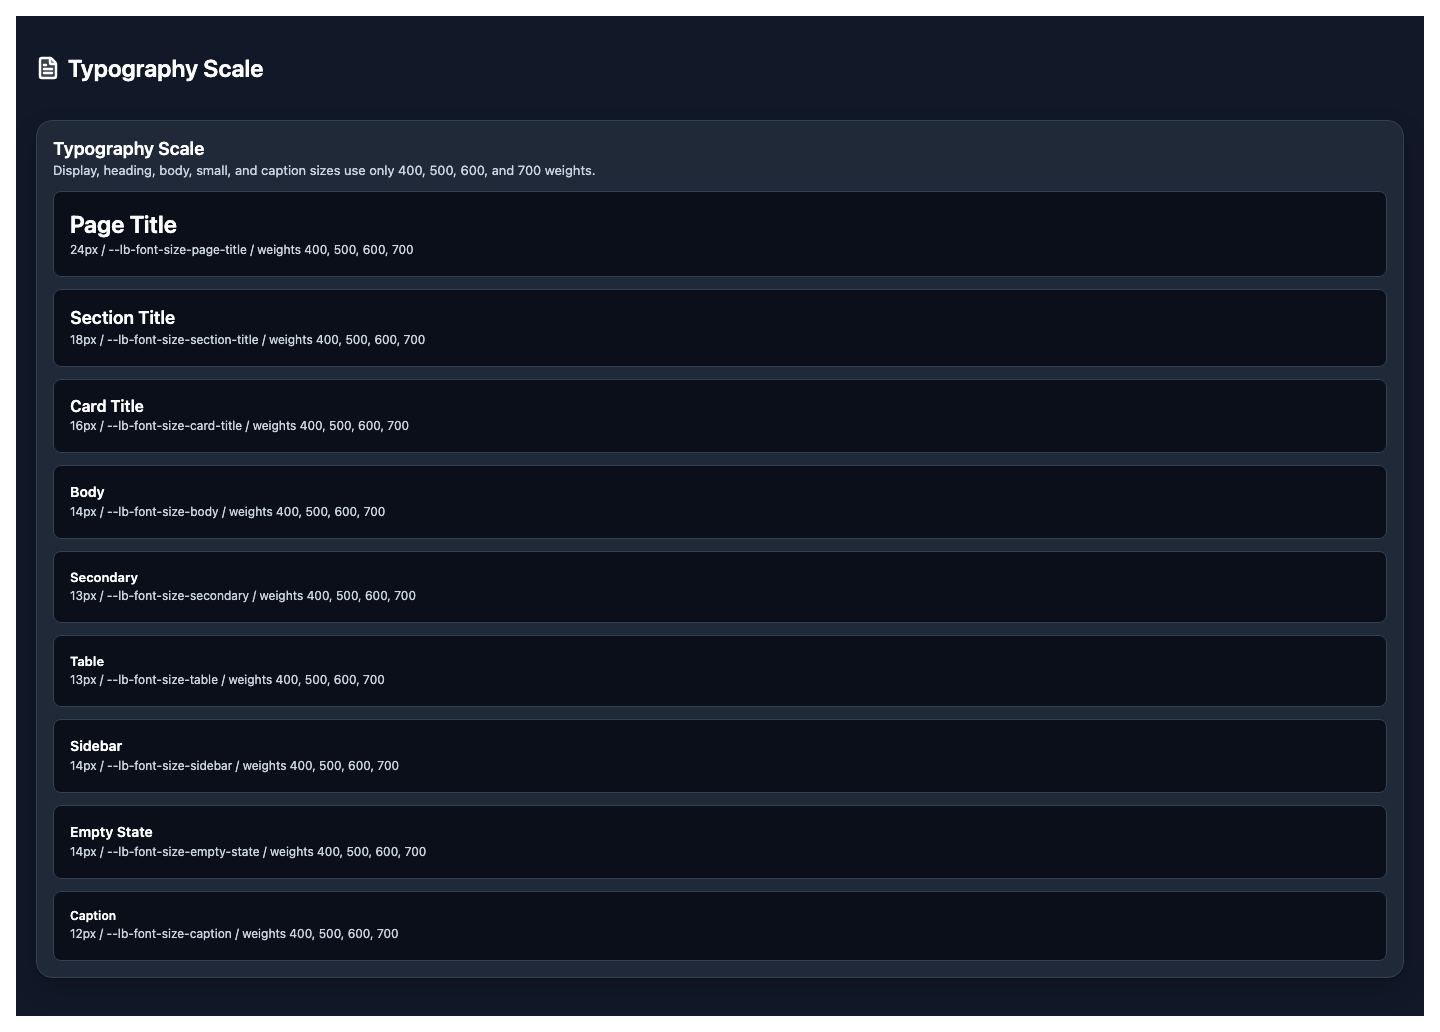 Typography Scale
Typography Scale
Display, heading, body, small, and caption sizes use only 400, 500, 600, and 700 weights.
Page Title
24px / --lb-font-size-page-title / weights 400, 500, 600, 700
Section Title
18px / --lb-font-size-section-title / weights 400, 500, 600, 700
Card Title
16px / --lb-font-size-card-title / weights 400, 500, 600, 700
Body
14px / --lb-font-size-body / weights 400, 500, 600, 700
Secondary
13px / --lb-font-size-secondary / weights 400, 500, 600, 700
Table
13px / --lb-font-size-table / weights 400, 500, 600, 700
Sidebar
14px / --lb-font-size-sidebar / weights 400, 500, 600, 700
Empty State
14px / --lb-font-size-empty-state / weights 400, 500, 600, 700
Caption
12px / --lb-font-size-caption / weights 400, 500, 600, 700